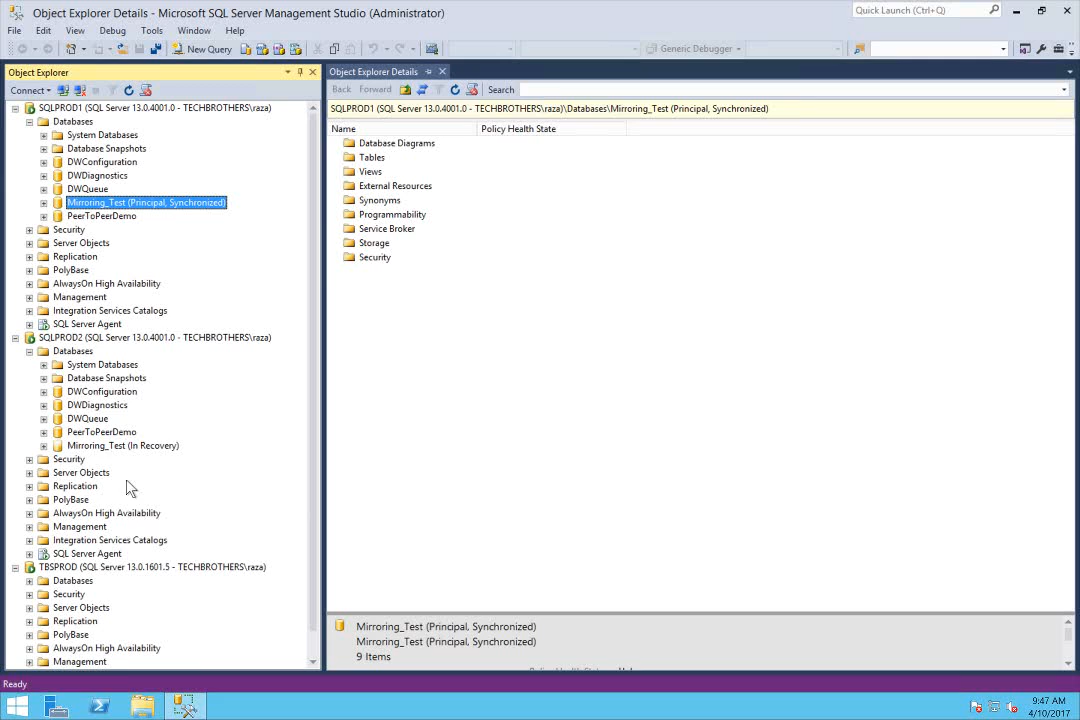 Object Explorer Details - Microsoft SQL Server Management Studio (Administrator)
Quick Launch (Ctrl+Q)
File Edit View Debug Tools Window Help
New Query
Generic Debugger
Object Explorer
Connect
SQLPROD1 (SQL Server 13.0.4001.0 - TECHBROTHERS\raza)
Databases
System Databases
Database Snapshots
DWConfiguration
DWDiagnostics
DWQueue
Mirroring_Test (Principal, Synchronized)
PeerToPeerDemo
Security
Server Objects
Replication
PolyBase
AlwaysOn High Availability
Management
Integration Services Catalogs
SQL Server Agent
SQLPROD2 (SQL Server 13.0.4001.0 - TECHBROTHERS\raza)
Databases
System Databases
Database Snapshots
DWConfiguration
DWDiagnostics
DWQueue
PeerToPeerDemo
Mirroring_Test (In Recovery)
Security
Server Objects
Replication
PolyBase
AlwaysOn High Availability
Management
Integration Services Catalogs
SQL Server Agent
TBSPROD (SQL Server 13.0.1601.5 - TECHBROTHERS\raza)
Databases
Security
Server Objects
Replication
PolyBase
AlwaysOn High Availability
Management
Object Explorer Details
Back Forward Search
SQLPROD1 (SQL Server 13.0.4001.0 - TECHBROTHERS\raza)\Databases\Mirroring_Test (Principal, Synchronized)
Name Policy Health State
Database Diagrams
Tables
Views
External Resources
Synonyms
Programmability
Service Broker
Storage
Security
Mirroring_Test (Principal, Synchronized)
Mirroring_Test (Principal, Synchronized)
9 Items
Ready
9:47 AM
4/10/2017